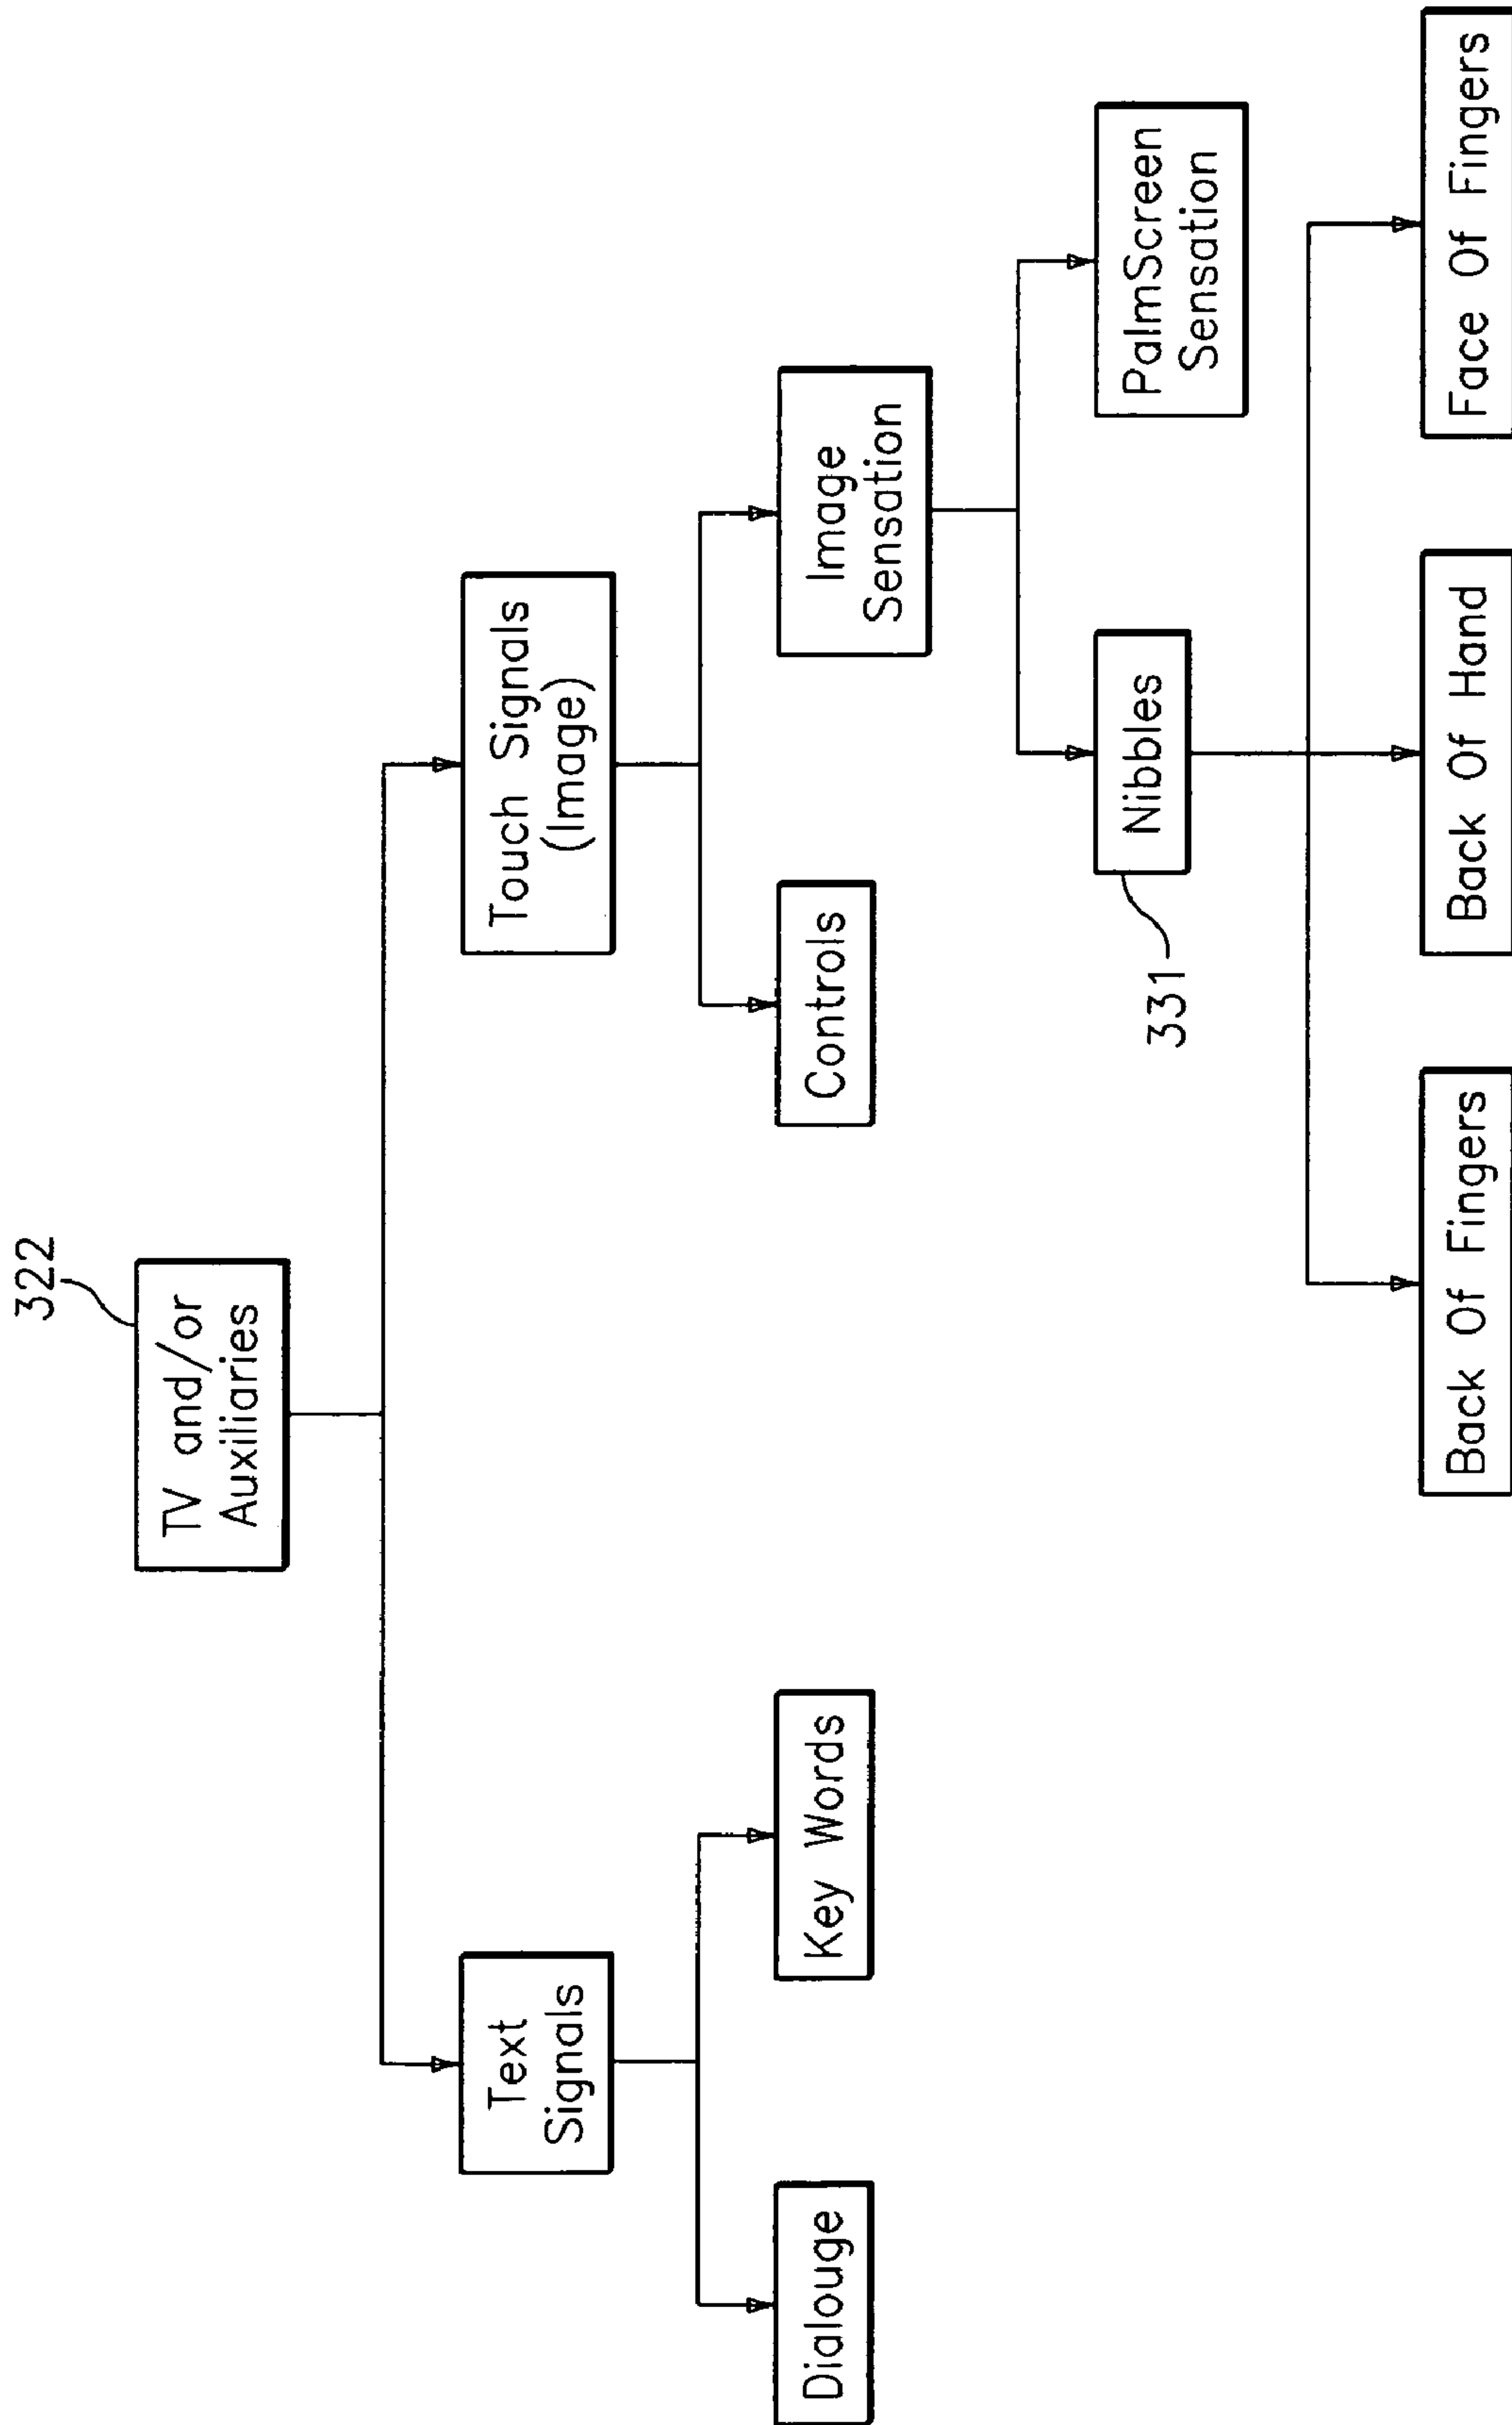 322
TV and/or
Auxiliaries
Text
Signals
Touch Signals
(Image)
Dialouge
Key Words
Controls
Image
Sensation
331
Nibbles
PalmScreen
Sensation
Back Of Fingers
Back Of Hand
Face Of Fingers